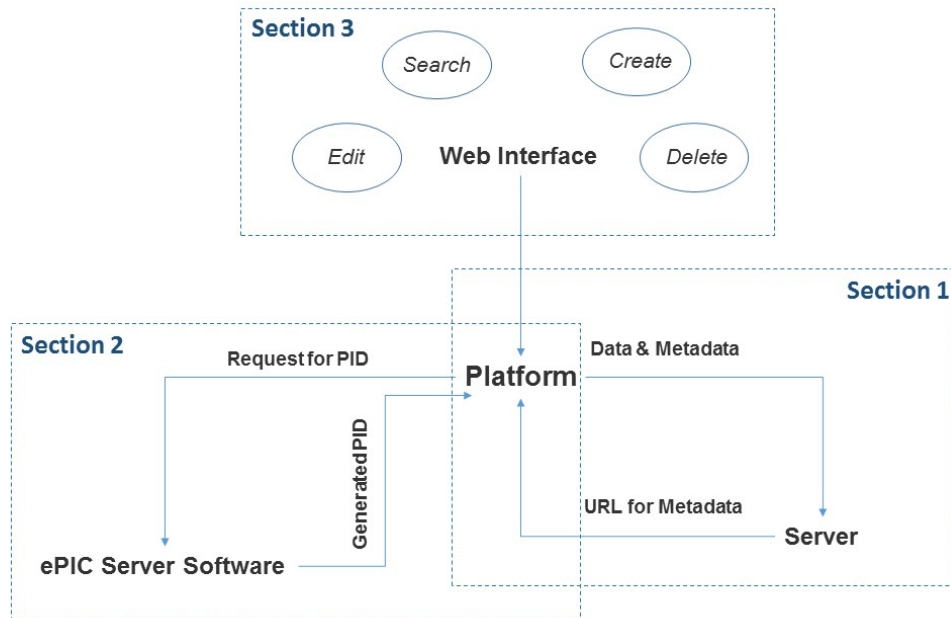 Section 3
Search
Create
Edit
Web Interface
Delete
Section 1
Section 2
Request for PID
Data & Metadata
Platform
Generated PID
URL for Metadata
Server
ePIC Server Software